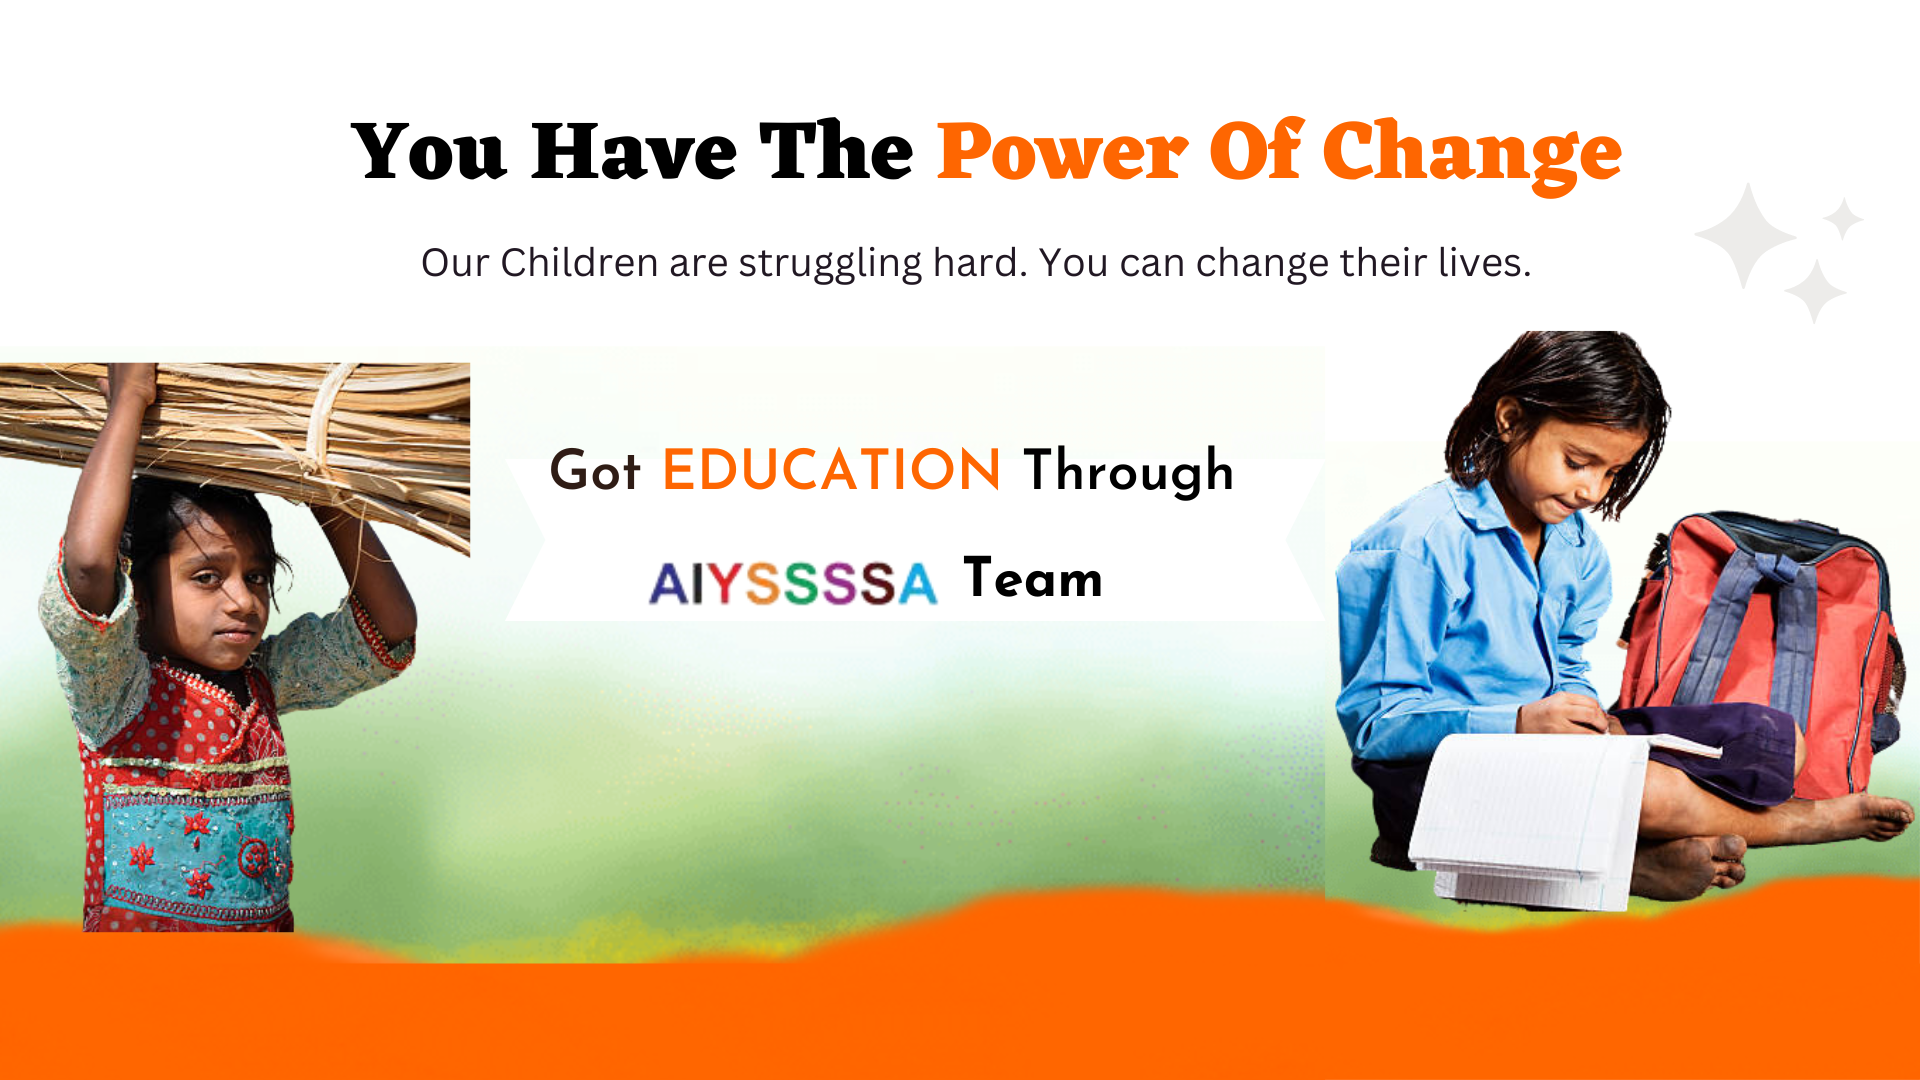 You Have The Power Of Change
Our Children are struggling hard. You can change their lives.
Got EDUCATION Through
AIYSSSSA Team